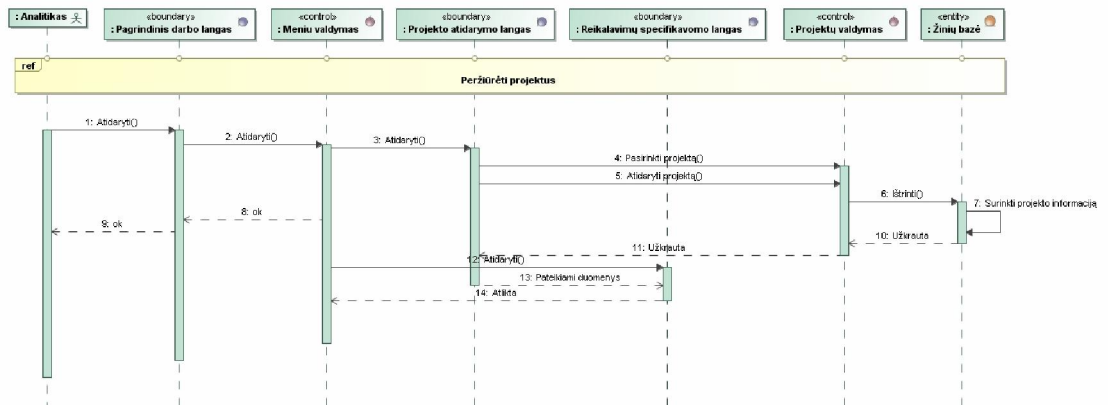 : Analitikas
«boundary»
: Pagrindinis darbo langas
«control»
: Meniu valdymas
«boundary»
: Projekto atidarymo langas
«boundary»
: Reikalavimų specifikavomo langas
«control»
: Projektų valdymas
«entity»
: Žinių bazė
ref
Peržiūrėti projektus
1: Atidaryti()
2: Atidaryti()
3: Atidaryti()
4: Pasirinkti projektą()
5: Atidaryti projektą()
6: Ištrinti()
7: Surinkti projekto informaciją
8: ok
9: ok
10: Užkrauta
11: Užkrauta
12: Atidaryti()
13: Pateikiami duomenys
14: Atlikta